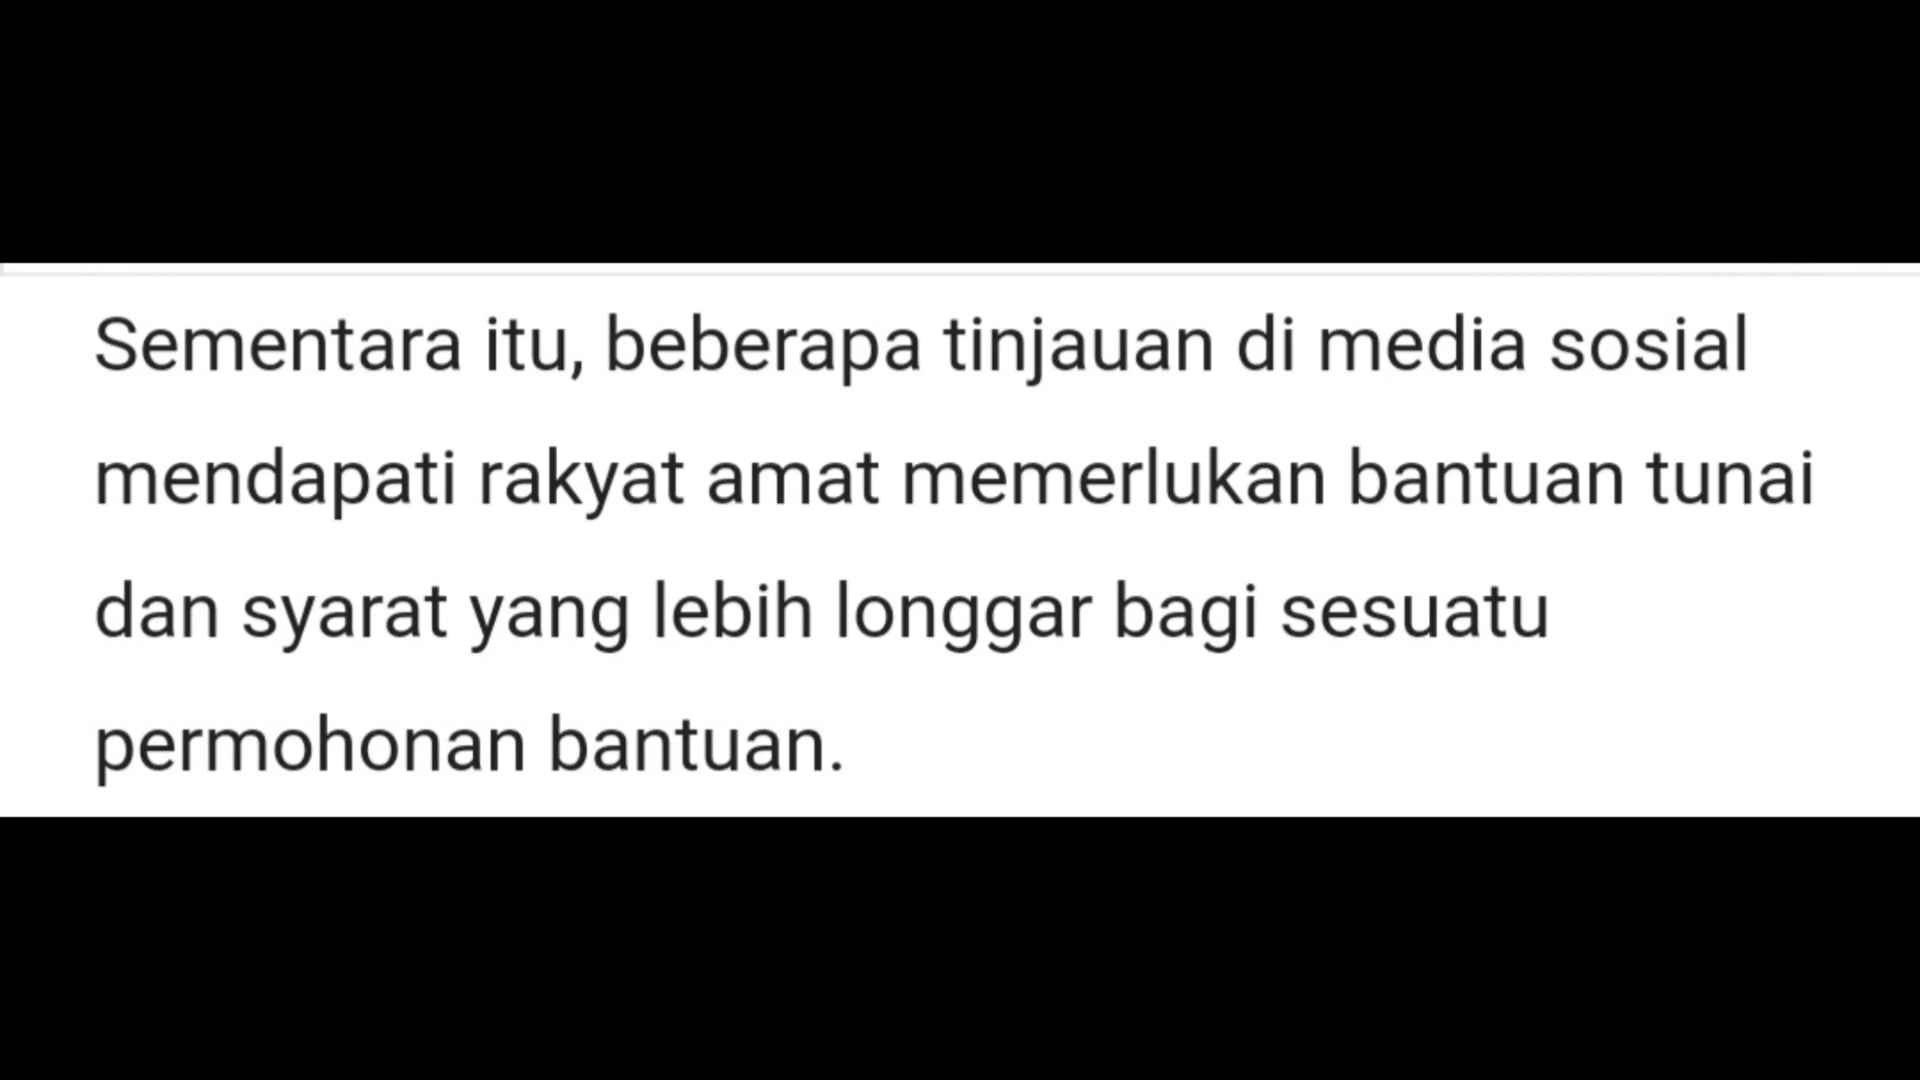 Sementara itu, beberapa tinjauan di media sosial
mendapati rakyat amat memerlukan bantuan tunai
dan syarat yang lebih longgar bagi sesuatu
permohonan bantuan.